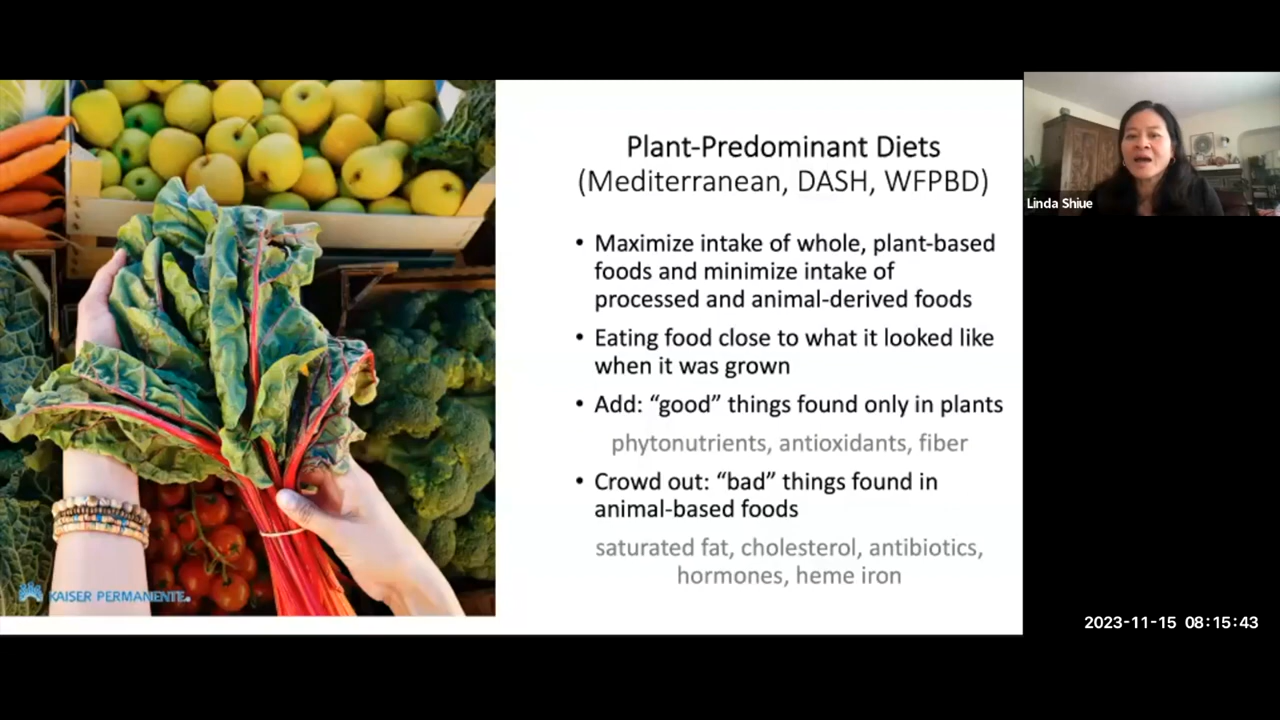 Plant-Predominant Diets
(Mediterranean, DASH, WFPBD)
• Maximize intake of whole, plant-based
foods and minimize intake of
processed and animal-derived foods
• Eating food close to what it looked like
when it was grown
• Add: “good” things found only in plants
phytonutrients, antioxidants, fiber
• Crowd out: “bad” things found in
animal-based foods
saturated fat, cholesterol, antibiotics,
hormones, heme iron
KAISER PERMANENTE®
Linda Shiue
2023-11-15 08:15:43